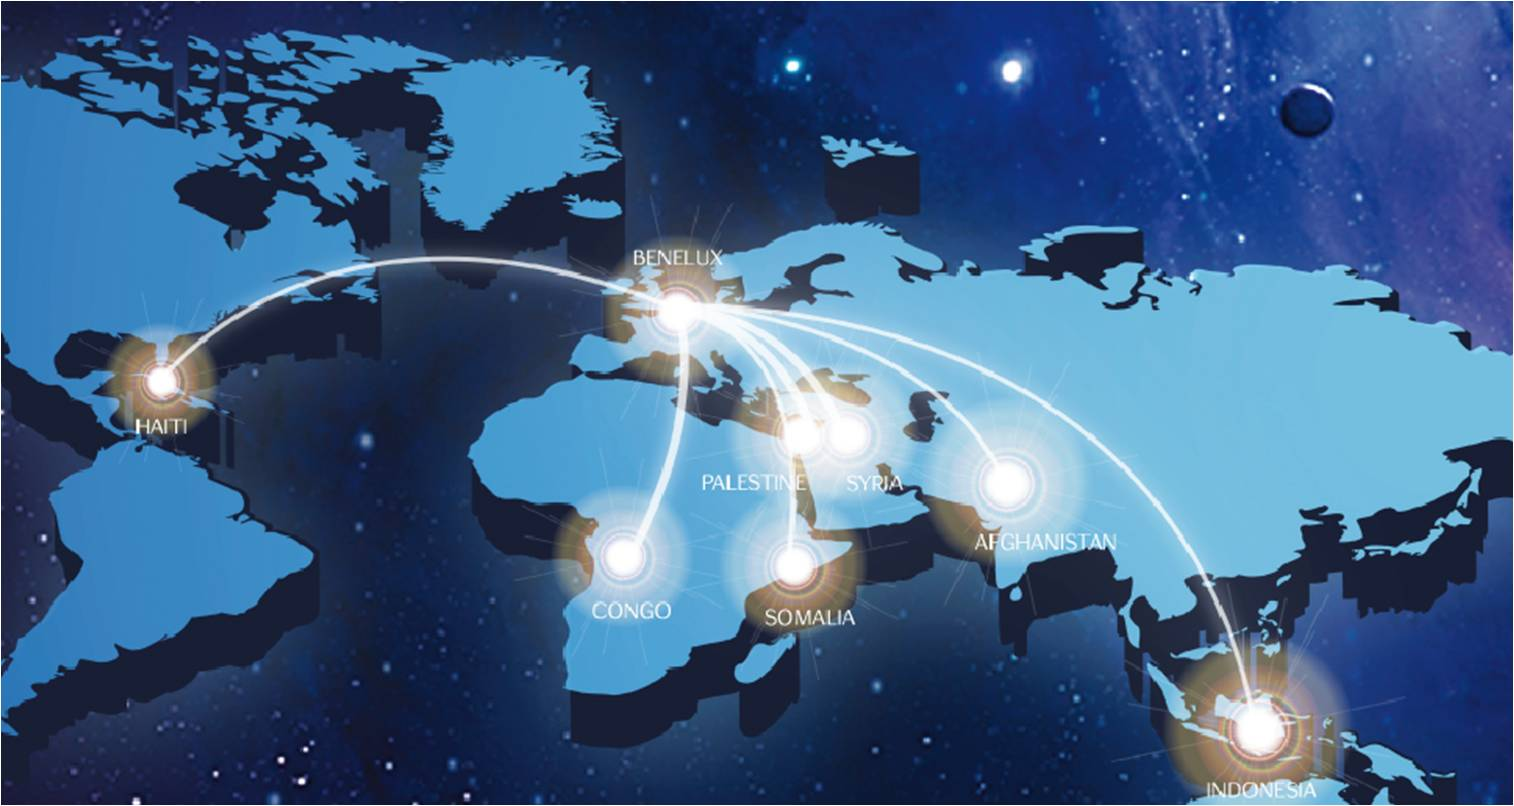 BENELUX
HAITI
PALESTINE
SYRIA
AFGHANISTAN
CONGO
SOMALIA
INDONESIA